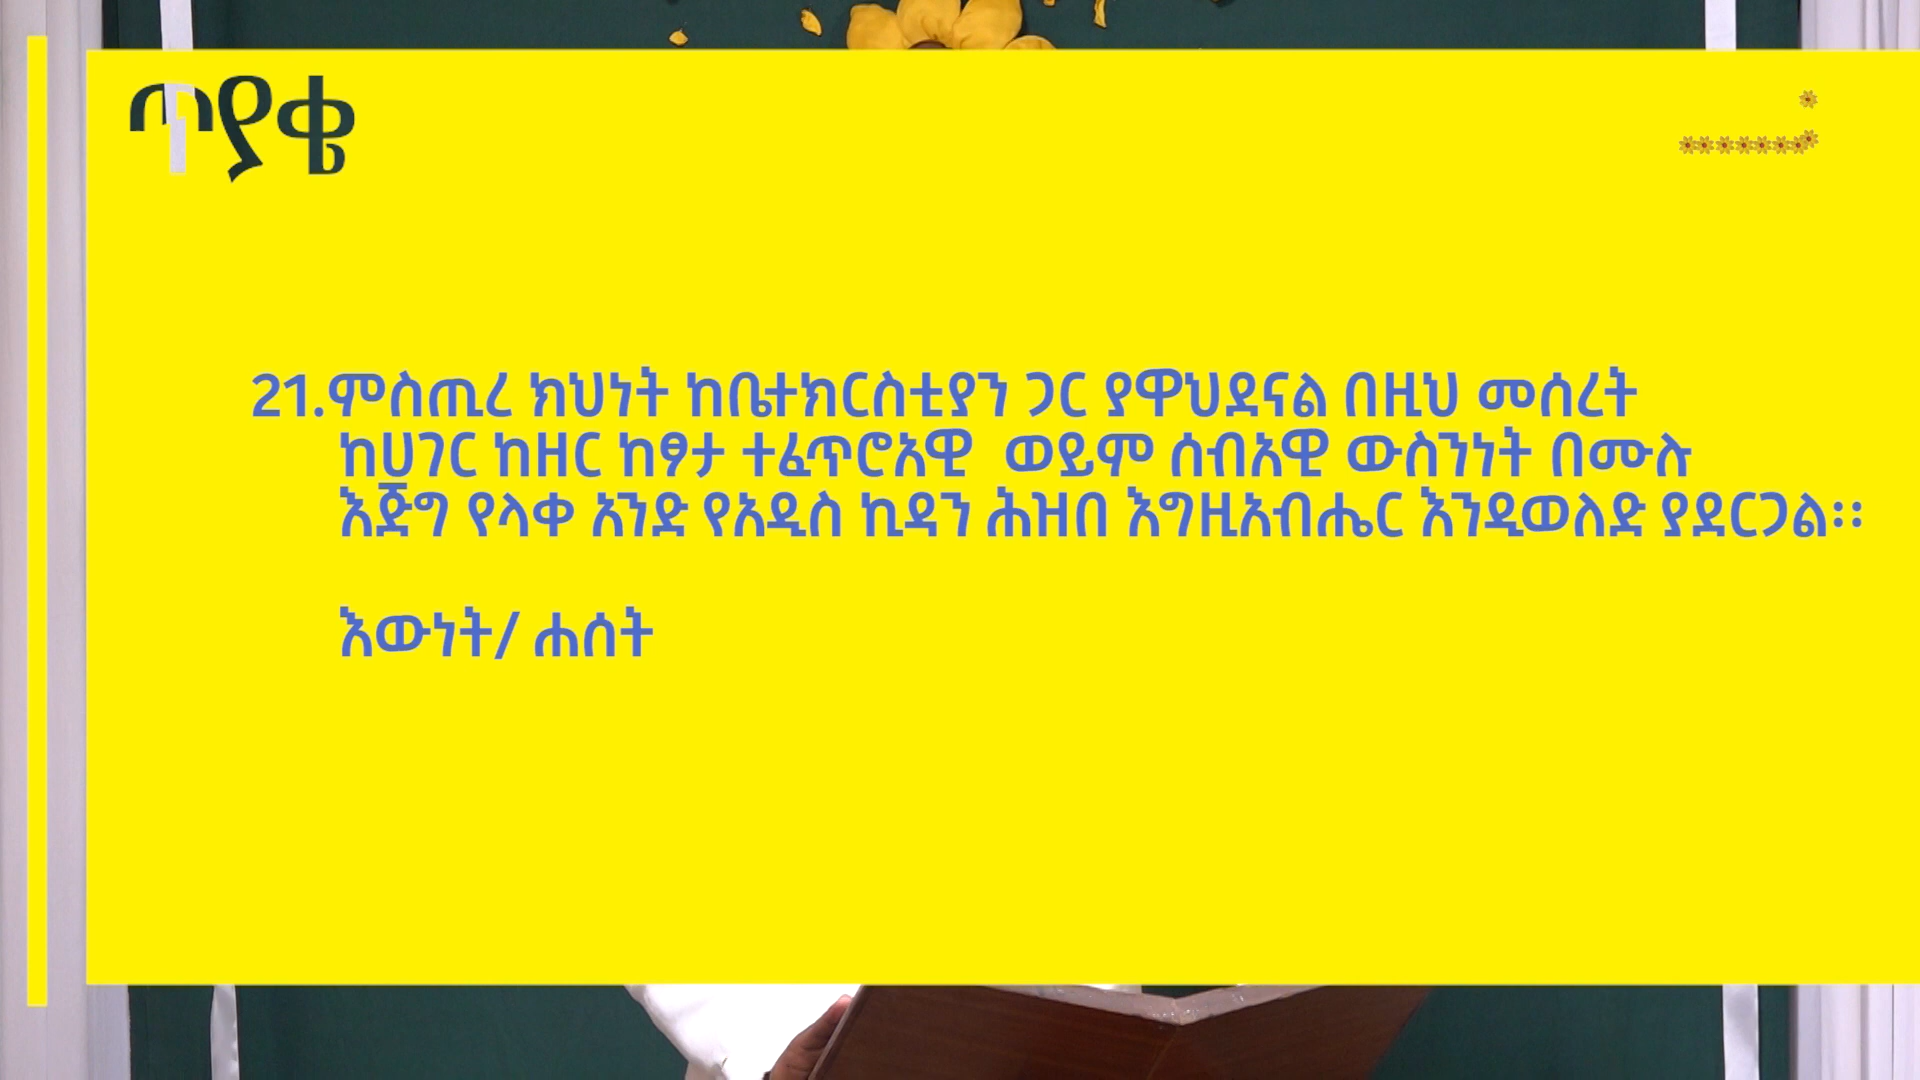 ጥያቄ
21.ምስጢረ ክህነት ከቤተክርስቲያን ጋር ያዋህደናል በዚህ መሰረት
ከሀገር ከዘር ከፃታ ተፈጥሮአዊ ወይም ሰብአዊ ውስንነት በሙሉ
እጅግ የላቀ አንድ የአዲስ ኪዳን ሕዝበ እግዚአብሔር እንዲወለድ ያደርጋል፡፡
እውነት/ ሐሰት